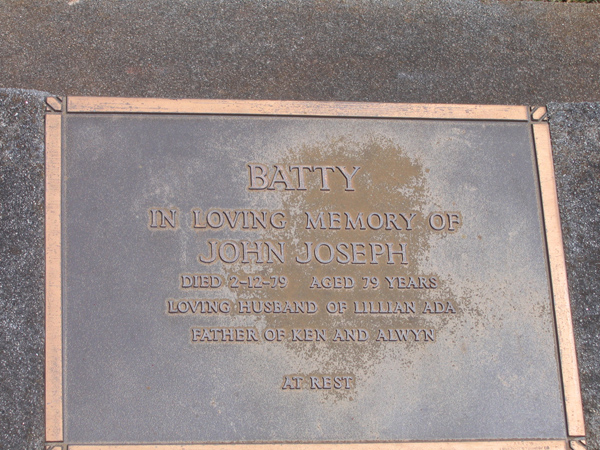 BATTY
IN LOVING MEMORY OF
JOHN JOSEPH
DIED 2-12-79 AGED 79 YEARS
LOVING HUSBAND OF LILLIAN ADA
FATHER OF KEN AND ALWYN
AT REST